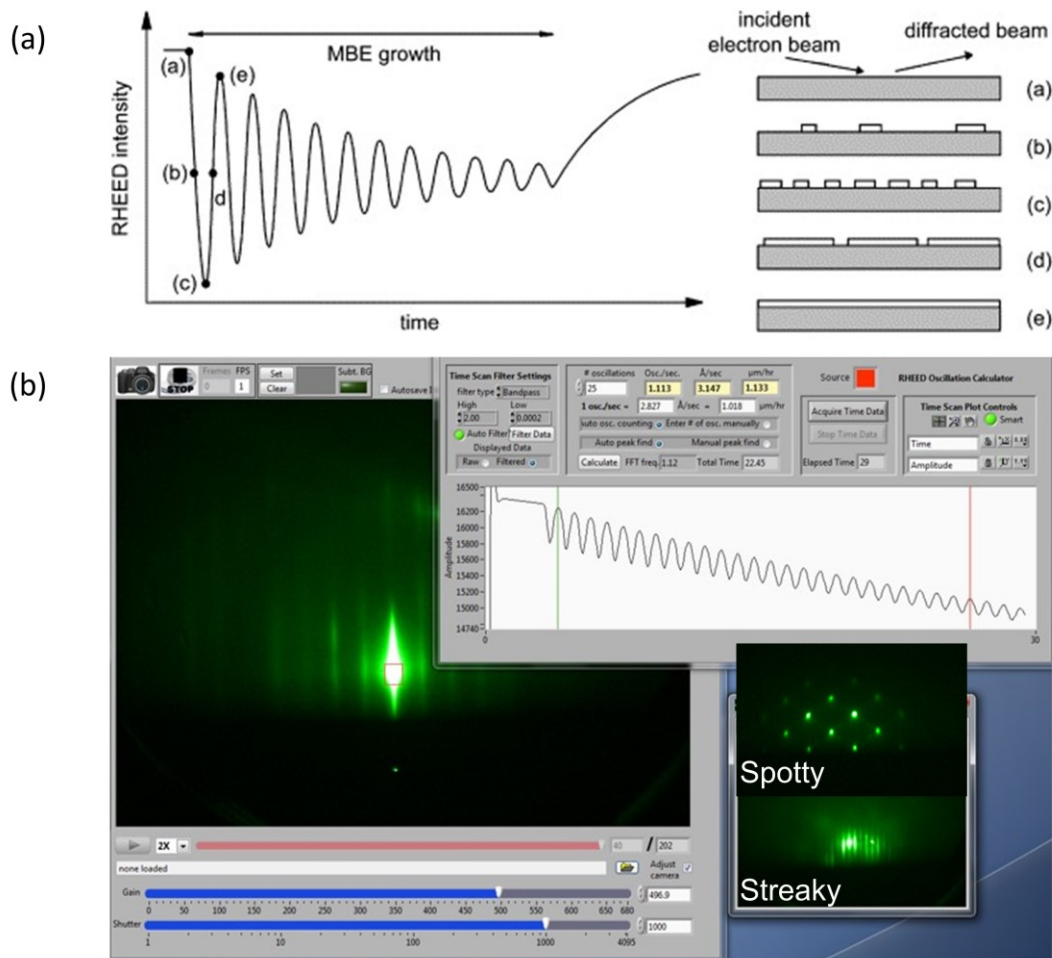 (a)
MBE growth
(a)
(e)
(b)
d
(c)
RHEED intensity
time
incident
electron beam
diffracted beam
(a)
(b)
(c)
(d)
(e)
(b)
STOP
Frames FPS
0 1
Set
Clear
Subt. BG
Time Scan Filter Settings
filter type Bandpass
High Low
2.00 0.0002
Auto Filter Filter Data
Displayed Data
Raw Filtered
# oscillations Osc./sec. Å/sec µm/hr
25 1.113 3.147 1.133
1 osc./sec = 2.827 Å/sec = 1.018 µm/hr
uto osc. counting Enter # of osc. manually
Auto peak find Manual peak find
Calculate FFT freq. 1.12 Total Time 22.45
Source
Acquire Time Data
Stop Time Data
Elapsed Time 29
RHEED Oscillation Calculator
Time Scan Plot Controls
Smart
Time
Amplitude
Amplitude
16500
16200
16000
15800
15600
15400
15200
15000
14740
0 30
Spotty
Streaky
2X 40 / 202
none loaded
Adjust
camera
Gain 496.9
0 50 100 150 200 250 300 350 400 450 500 550 600 680
Shutter 1000
1 10 100 1000 4095